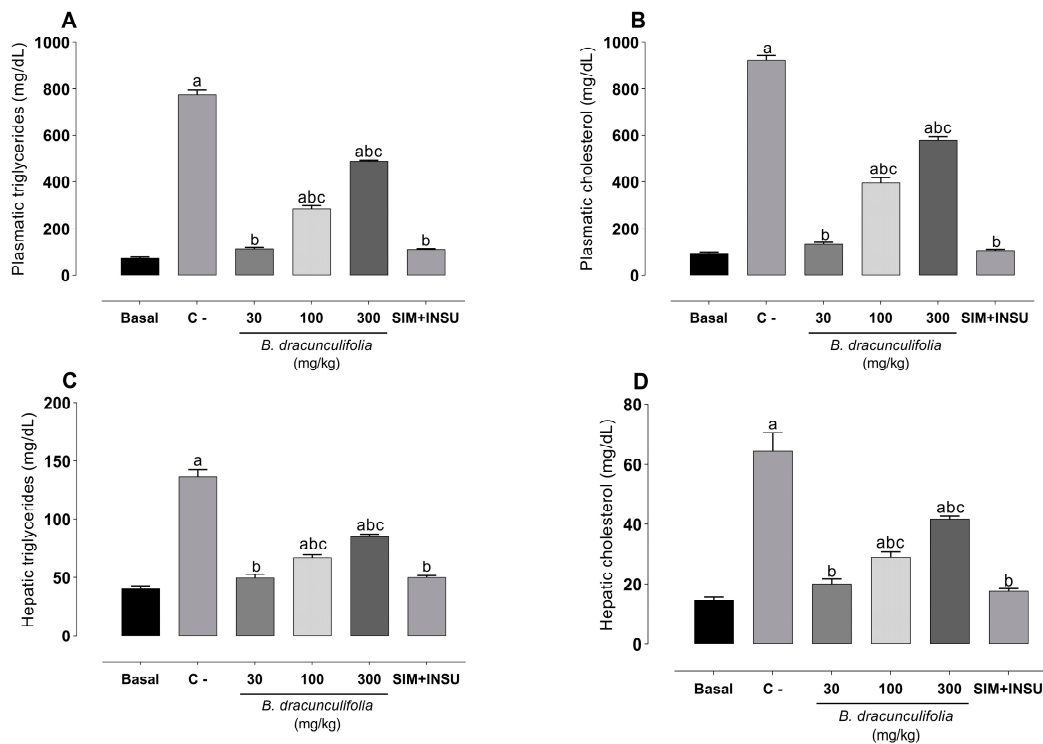 A
Plasmatic triglycerides (mg/dL)
1000
800
600
400
200
0
a
b
abc
abc
b
Basal
C -
30
100
300
SIM+INSU
B. dracunculifolia
(mg/kg)
B
Plasmatic cholesterol (mg/dL)
1000
800
600
400
200
0
a
b
abc
abc
b
Basal
C -
30
100
300
SIM+INSU
B. dracunculifolia
(mg/kg)
C
Hepatic triglycerides (mg/dL)
200
150
100
50
0
a
b
abc
abc
b
Basal
C -
30
100
300
SIM+INSU
B. dracunculifolia
(mg/kg)
D
Hepatic cholesterol (mg/dL)
80
60
40
20
0
a
b
abc
abc
b
Basal
C -
30
100
300
SIM+INSU
B. dracunculifolia
(mg/kg)